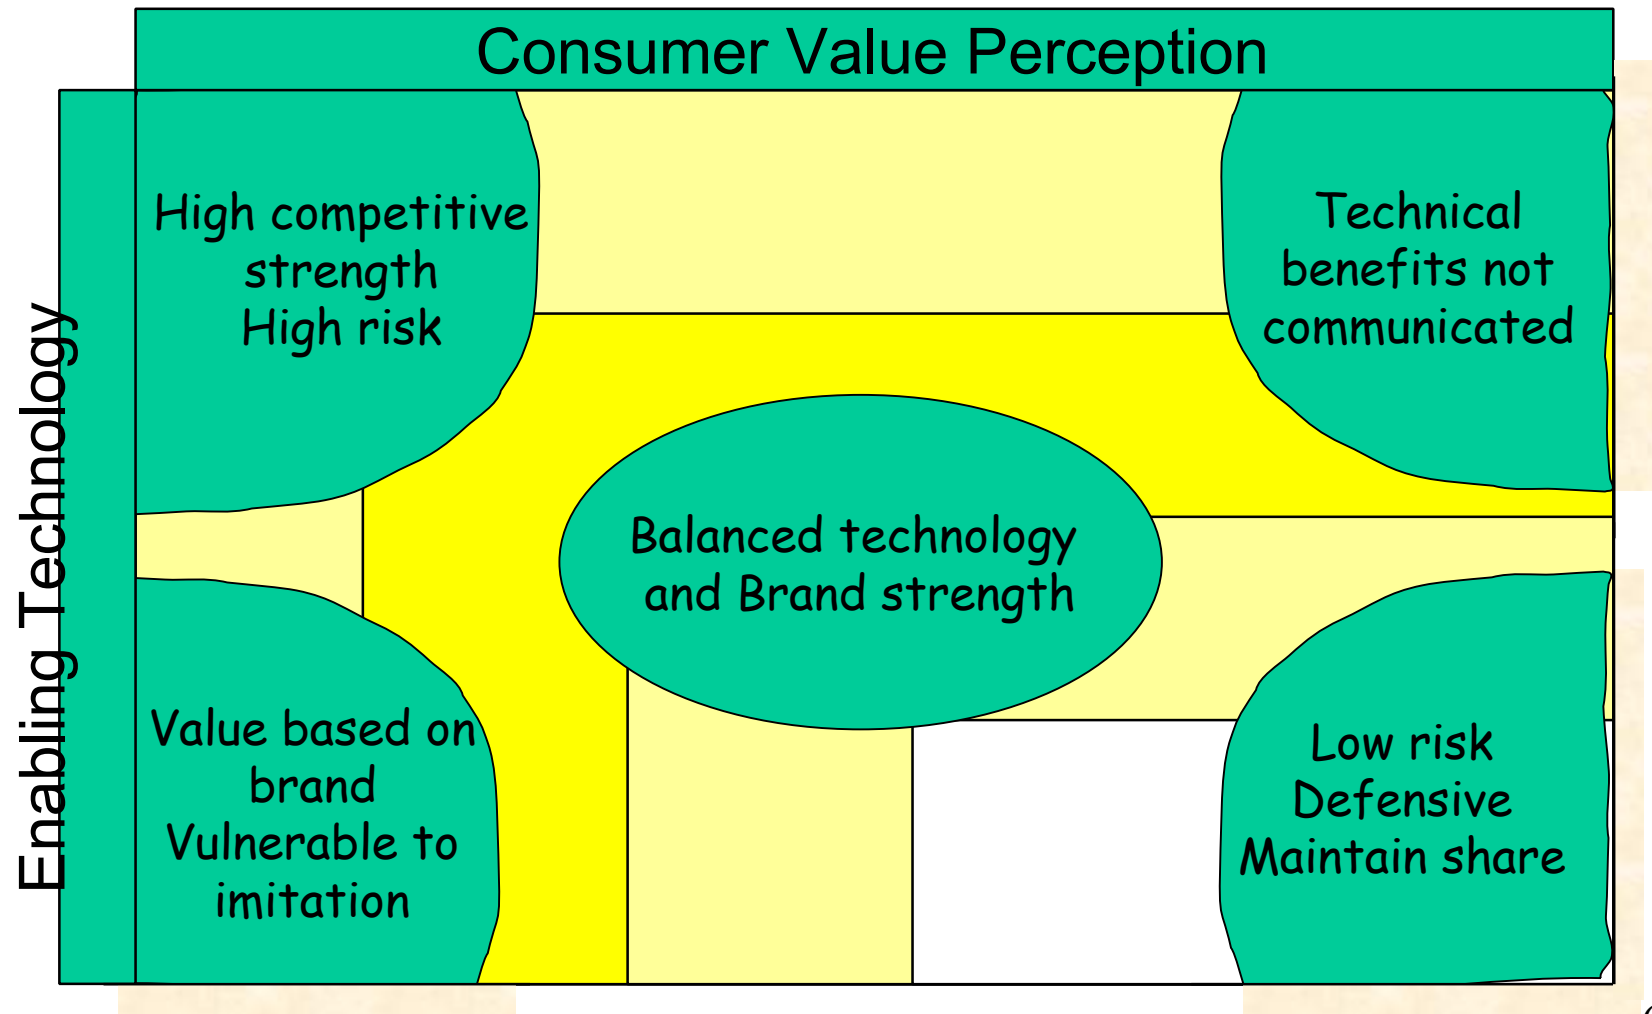 Consumer Value Perception
Enabling Technology
High competitive
strength
High risk
Technical
benefits not
communicated
Balanced technology
and Brand strength
Value based on
brand
Vulnerable to
imitation
Low risk
Defensive
Maintain share